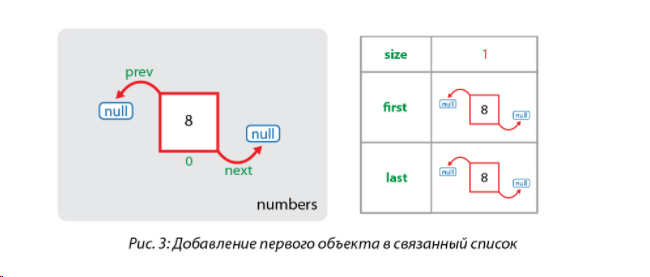 prev
null
8
null
0
next
numbers
size 1
first null 8 null
last null 8 null
Рис. 3: Добавление первого объекта в связанный список